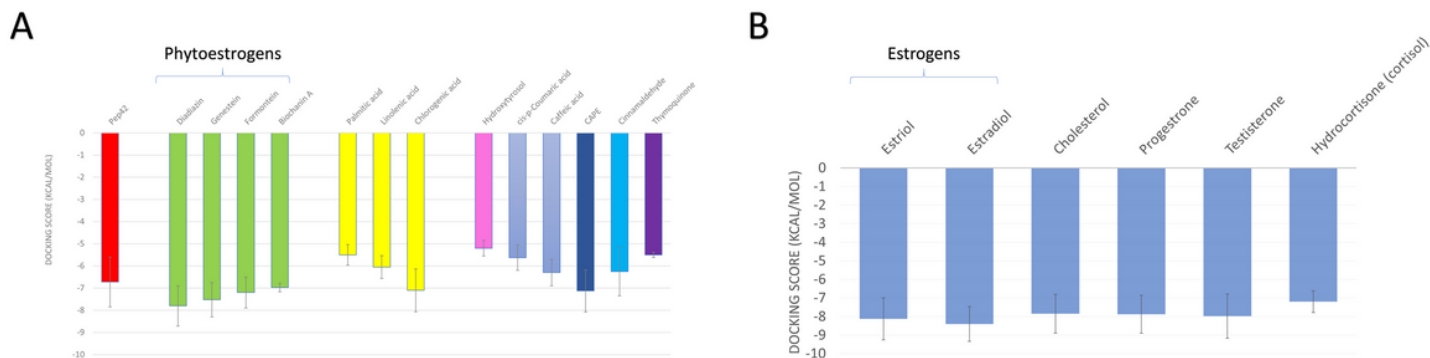 A
Phytoestrogens
Pep42
Diadiazin
Genestein
Formontein
Biochanin A
Palmitic acid
Linolenic acid
Chlorogenic acid
Hydroxytyrosol
cis-p-Coumaric acid
Caffeic acid
CAPE
Cinnamaldehyde
Thymoquinone
DOCKING SCORE (KCAL/MOL)
0
-1
-2
-3
-4
-5
-6
-7
-8
-9
-10
B
Estrogens
Estriol
Estradiol
Cholesterol
Progestrone
Testisterone
Hydrocortisone (cortisol)
DOCKING SCORE (KCAL/MOL)
0
-1
-2
-3
-4
-5
-6
-7
-8
-9
-10